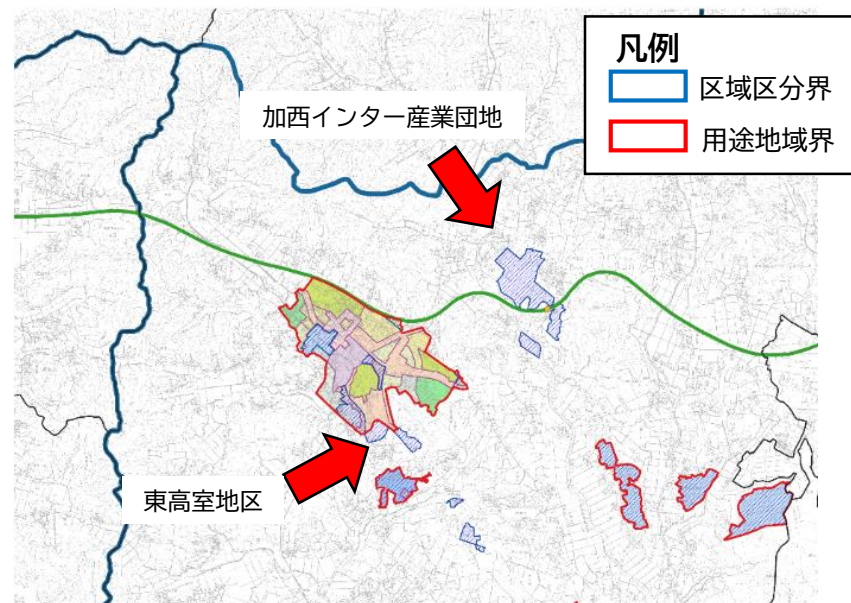 凡例
区域区分界
用途地域界
加西インター産業団地
東高室地区